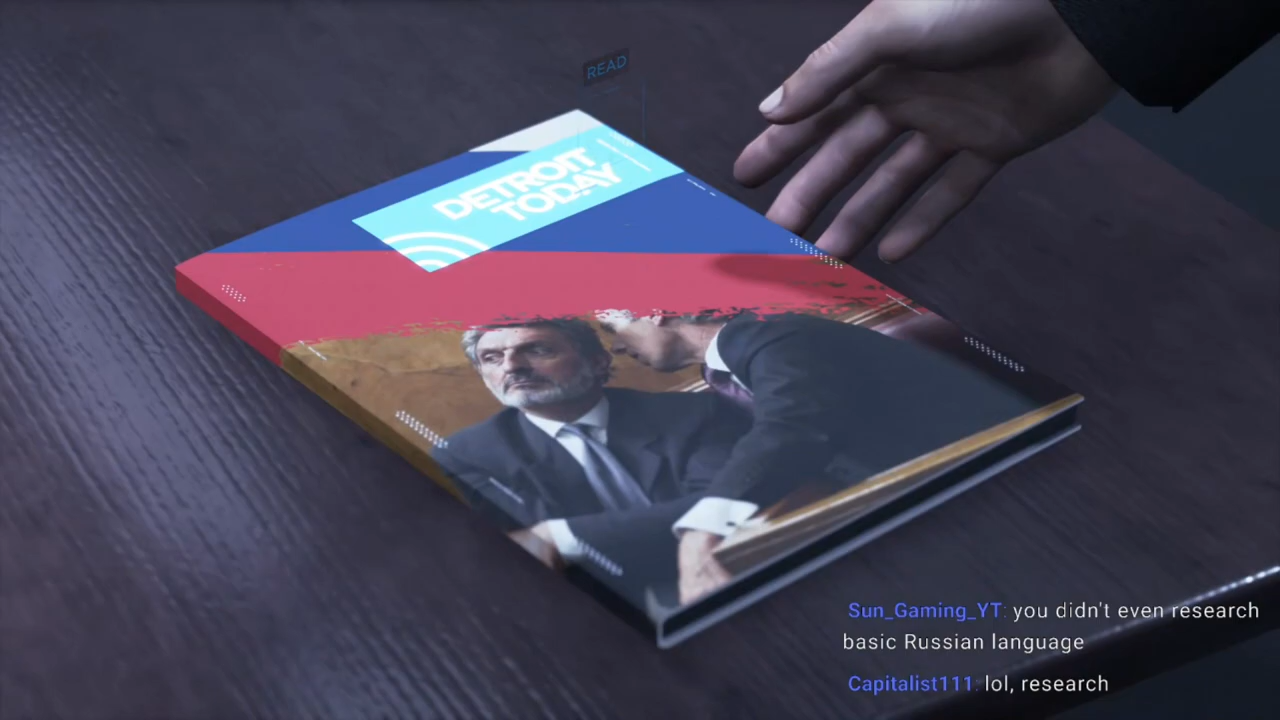 READ
DETROIT
TODAY
Sun_Gaming_YT: you didn't even research
basic Russian language
Capitalist111: lol, research